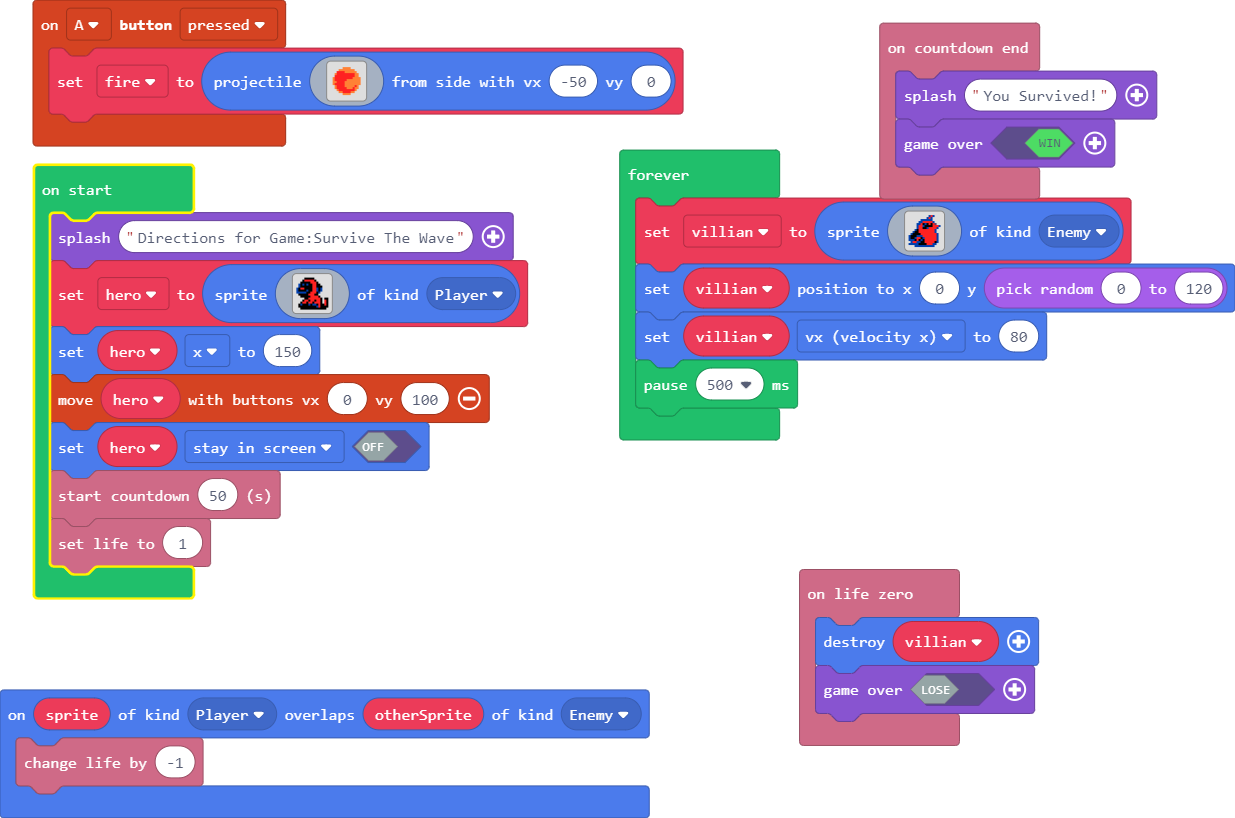 on A button pressed
set fire to projectile from side with vx -50 vy 0
on start
splash "Directions for Game:Survive The Wave"
set hero to sprite of kind Player
set hero x to 150
move hero with buttons vx 0 vy 100
set hero stay in screen OFF
start countdown 50 (s)
set life to 1
on countdown end
splash "You Survived!"
game over WIN
forever
set villian to sprite of kind Enemy
set villian position to x 0 y pick random 0 to 120
set villian vx (velocity x) to 80
pause 500 ms
on life zero
destroy villian
game over LOSE
on sprite of kind Player overlaps otherSprite of kind Enemy
change life by -1